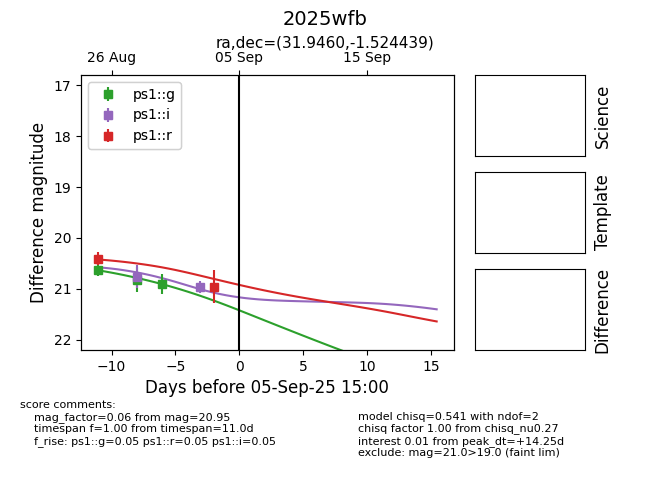 2025wfb
ra,dec=(31.9460,-1.524439)
26 Aug 05 Sep 15 Sep
17
18
19
20
21
22
Difference magnitude
ps1::g
ps1::i
ps1::r
Science
Template
Difference
−10 −5 0 5 10 15
Days before 05-Sep-25 15:00
score comments:
mag_factor=0.06 from mag=20.95
timespan f=1.00 from timespan=11.0d
f_rise: ps1::g=0.05 ps1::r=0.05 ps1::i=0.05
model chisq=0.541 with ndof=2
chisq factor 1.00 from chisq_nu0.27
interest 0.01 from peak_dt=+14.25d
exclude: mag=21.0>19.0 (faint lim)